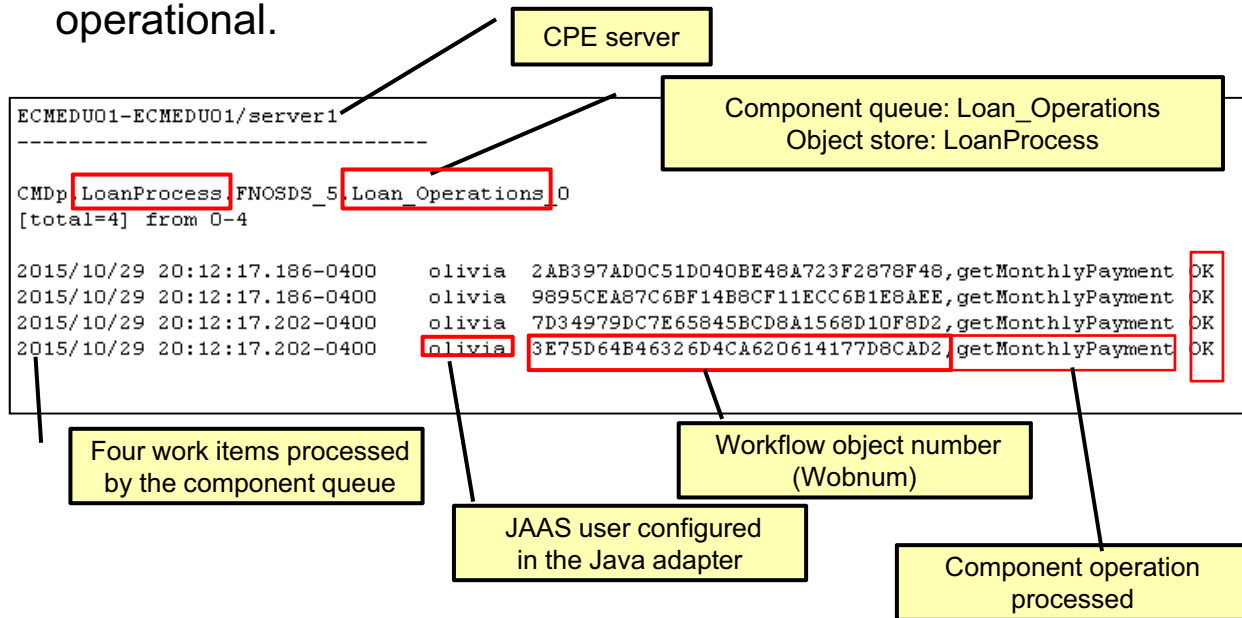 operational.
CPE server
ECMEDU01-ECMEDU01/server1
--------------------------------
Component queue: Loan_Operations
Object store: LoanProcess
CMDp.LoanProcess.FNOSDS_5.Loan_Operations_0
[total=4] from 0-4
2015/10/29 20:12:17.186-0400 olivia 2AB397AD0C51D040BE48A723F2878F48,getMonthlyPayment OK
2015/10/29 20:12:17.186-0400 olivia 9895CEA87C6BF14B8CF11ECC6B1E8AEE,getMonthlyPayment OK
2015/10/29 20:12:17.202-0400 olivia 7D34979DC7E65845BCD8A1568D10F8D2,getMonthlyPayment OK
2015/10/29 20:12:17.202-0400 olivia 3E75D64B46326D4CA620614177D8CAD2,getMonthlyPayment OK
Four work items processed
by the component queue
Workflow object number
(Wobnum)
JAAS user configured
in the Java adapter
Component operation
processed